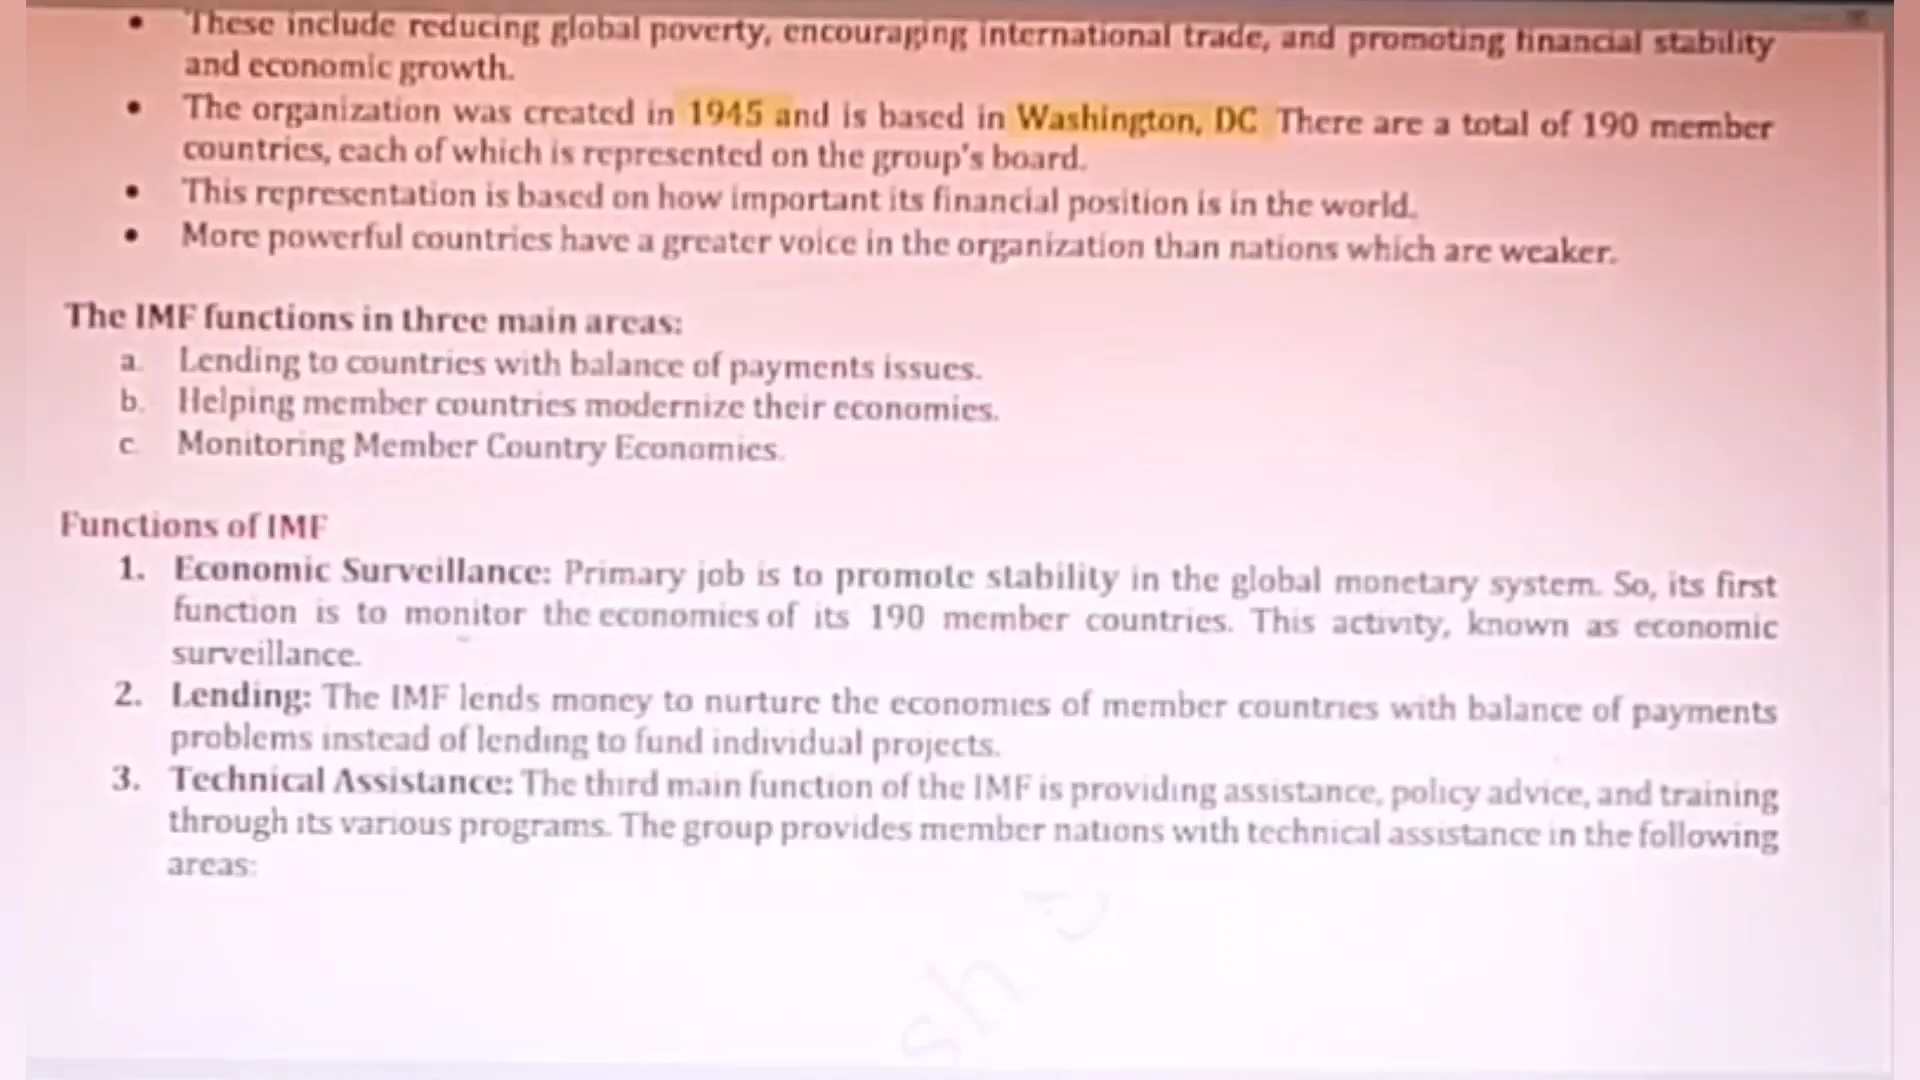 • These include reducing global poverty, encouraging international trade, and promoting financial stability
and economic growth.
• The organization was created in 1945 and is based in Washington, DC. There are a total of 190 member
countries, each of which is represented on the group's board.
• This representation is based on how important its financial position is in the world.
• More powerful countries have a greater voice in the organization than nations which are weaker.
The IMF functions in three main areas:
a. Lending to countries with balance of payments issues.
b. Helping member countries modernize their economies.
c. Monitoring Member Country Economies.
Functions of IMF
1. Economic Surveillance: Primary job is to promote stability in the global monetary system. So, its first
function is to monitor the economies of its 190 member countries. This activity, known as economic
surveillance.
2. Lending: The IMF lends money to nurture the economies of member countries with balance of payments
problems instead of lending to fund individual projects.
3. Technical Assistance: The third main function of the IMF is providing assistance, policy advice, and training
through its various programs. The group provides member nations with technical assistance in the following
areas: